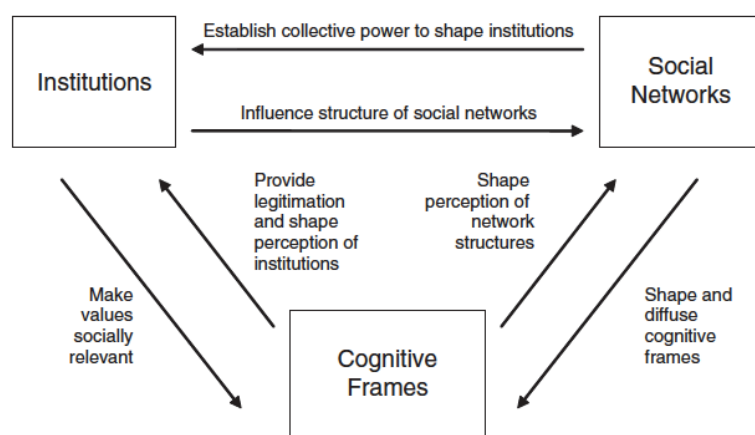 Establish collective power to shape institutions
Institutions
Social
Networks
Influence structure of social networks
Provide
legitimation
and shape
perception of
institutions
Shape
perception of
network
structures
Make
values
socially
relevant
Shape and
diffuse
cognitive
frames
Cognitive
Frames